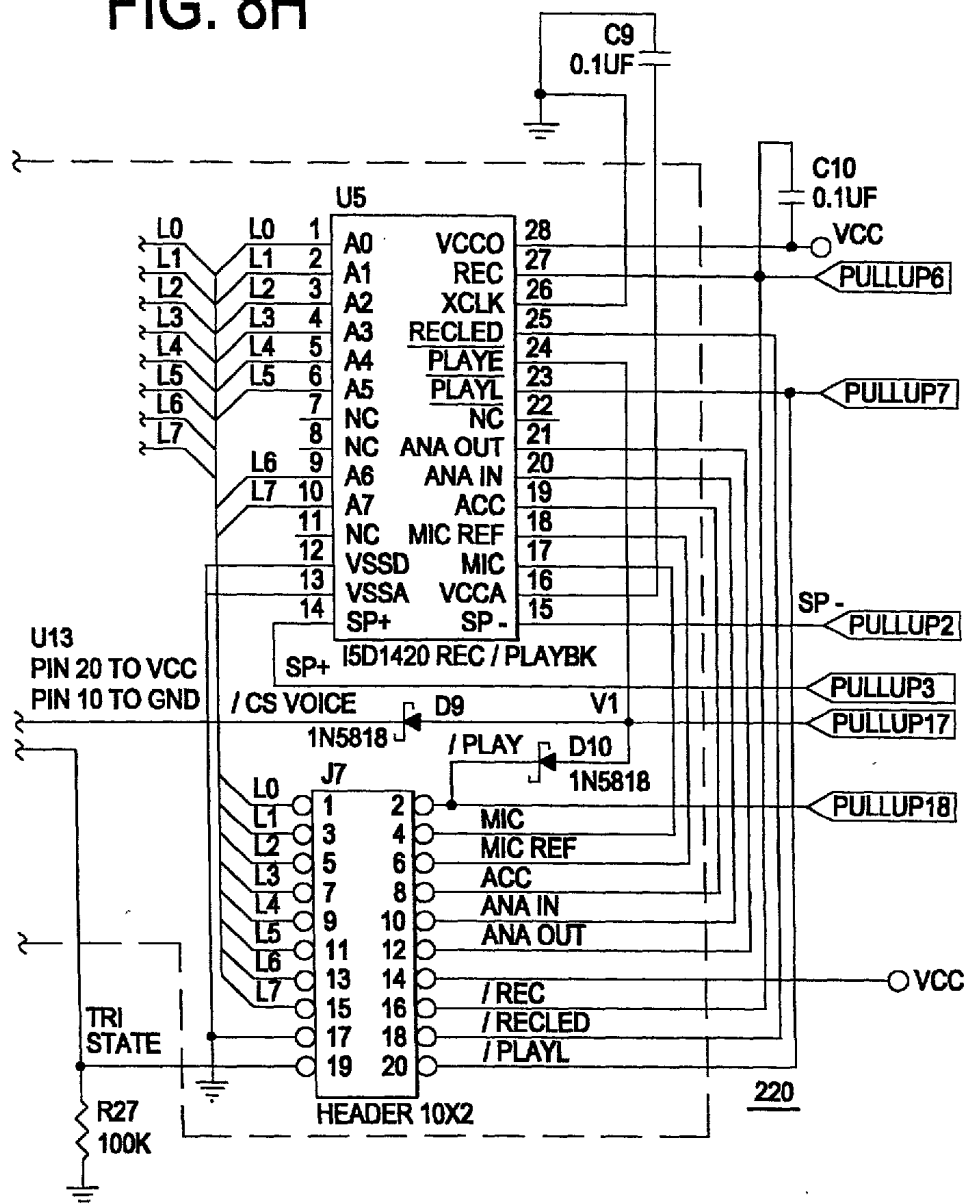 FIG. 8H
C9
0.1UF
C10
0.1UF
U5
VCC
L0 L0 1 A0 VCCO 28
L1 L1 2 A1 REC 27 PULLUP6
L2 L2 3 A2 XCLK 26
L3 L3 4 A3 RECLED 25
L4 L4 5 A4 PLAYE 24
L5 L5 6 A5 PLAYL 23 PULLUP7
L6 7 NC NC 22
L7 8 NC ANA OUT 21
L6 9 A6 ANA IN 20
L7 10 A7 ACC 19
11 NC MIC REF 18
12 VSSD MIC 17
13 VSSA VCCA 16
14 SP+ SP - 15 SP - PULLUP2
I5D1420 REC / PLAYBK
U13
PIN 20 TO VCC
PIN 10 TO GND
SP+ PULLUP3
/ CS VOICE D9 V1 PULLUP17
1N5818
/ PLAY D10
1N5818
J7
L0 1 2 PULLUP18
L1 3 4 MIC
L2 5 6 MIC REF
L3 7 8 ACC
L4 9 10 ANA IN
L5 11 12 ANA OUT
L6 13 14 VCC
L7 15 16 / REC
17 18 / RECLED
19 20 / PLAYL
TRI
STATE
HEADER 10X2
220
R27
100K